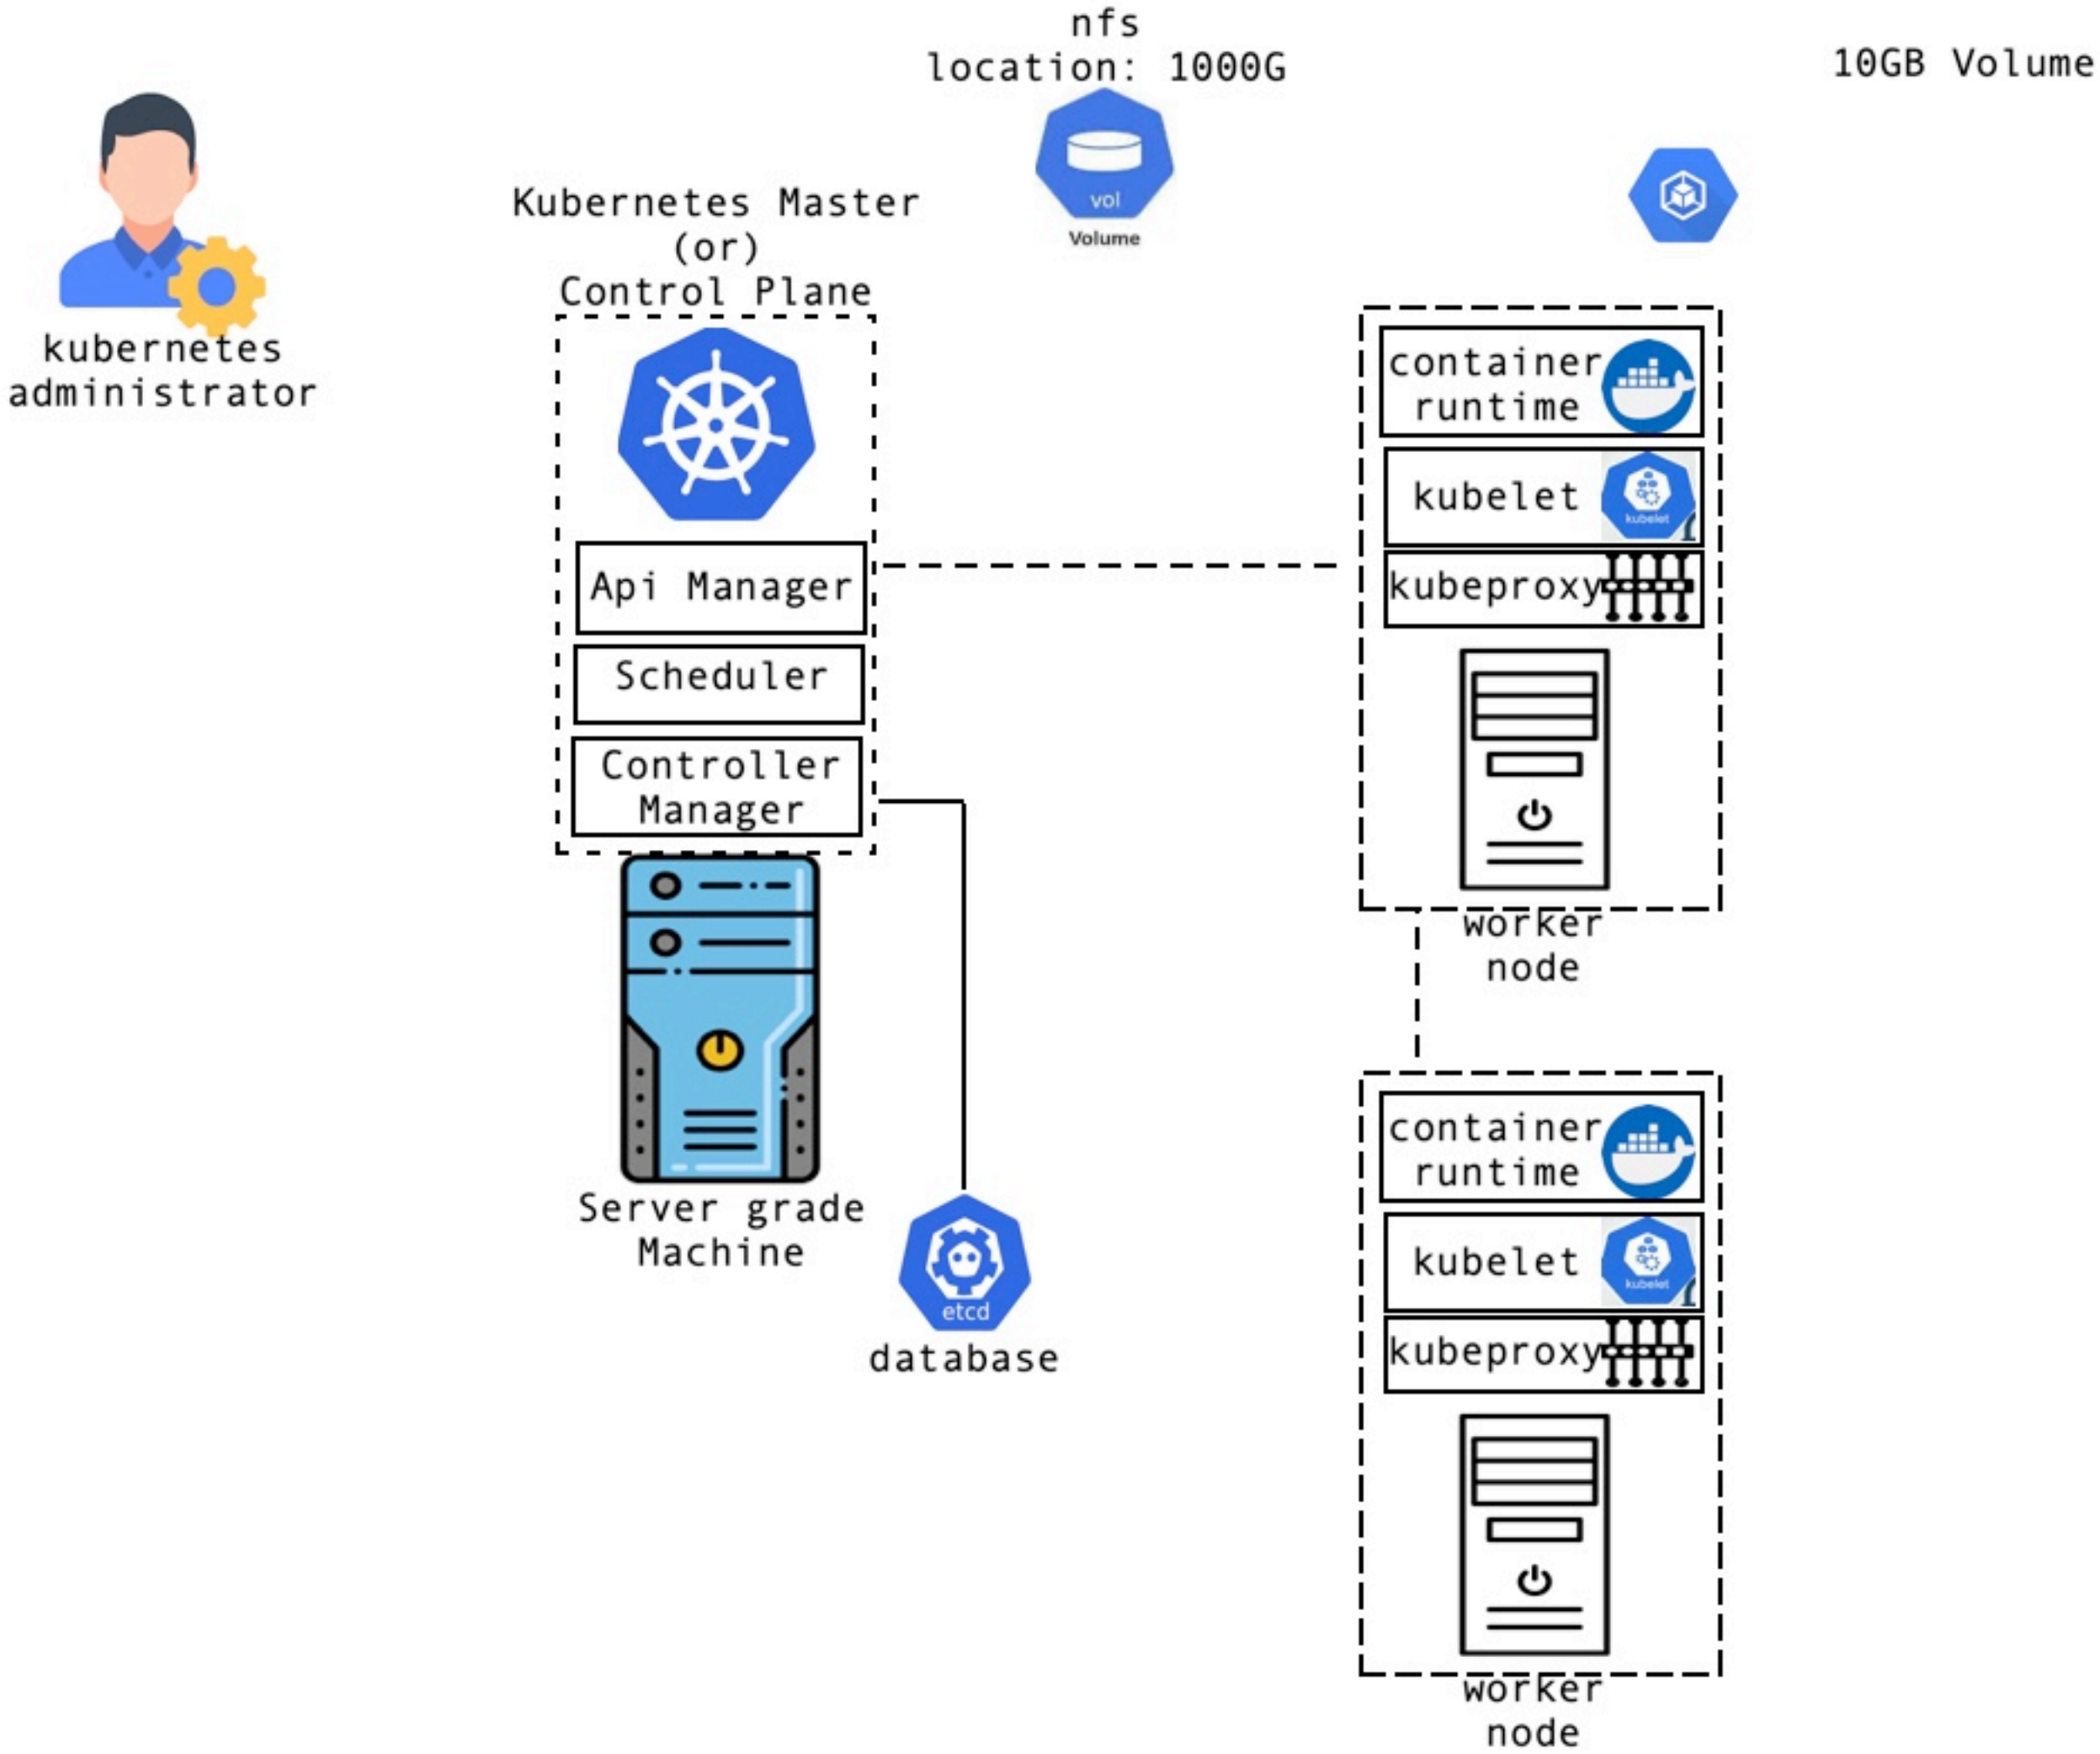 nfs
location: 1000G
10GB Volume
vol
Volume
Kubernetes Master
(or)
Control Plane
kubernetes
administrator
Api Manager
Scheduler
Controller
Manager
Server grade
Machine
etcd
database
container
runtime
kubelet
kubelet
kubeproxy
worker
node
container
runtime
kubelet
kubelet
kubeproxy
worker
node